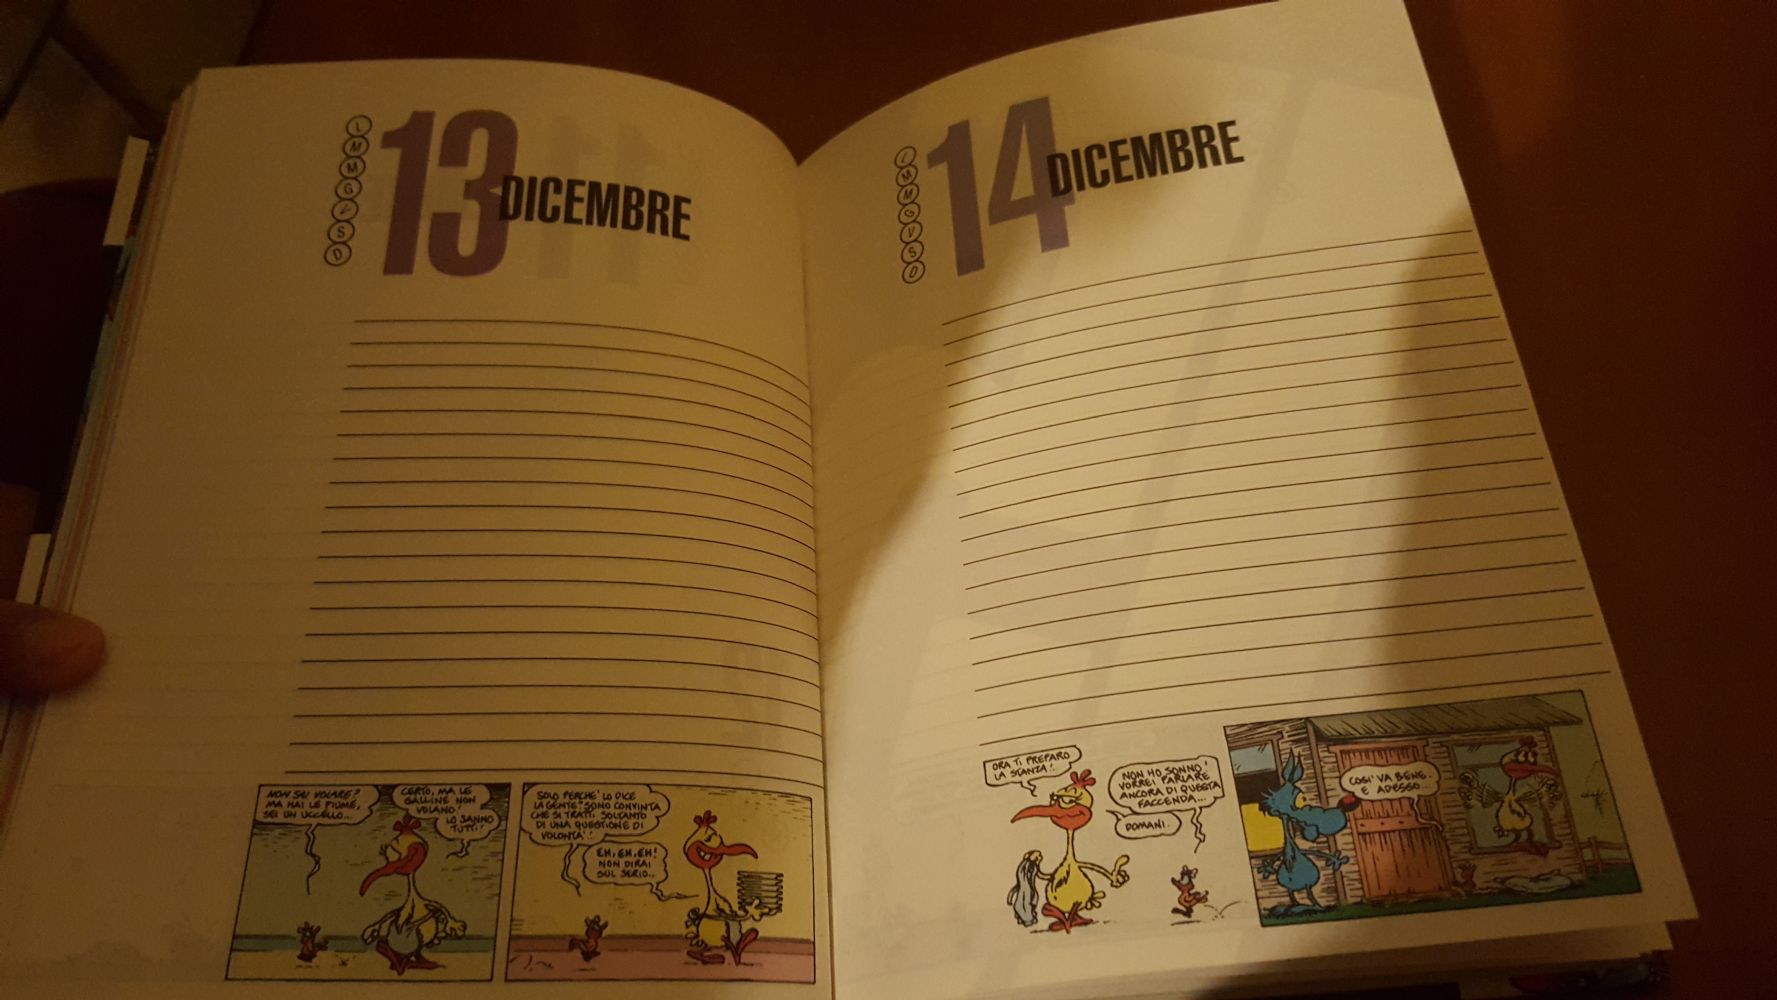 L
M
M
G
V
S
D
13
DICEMBRE
NON SAI VOLARE?
MA HAI LE PIUME,
SEI UN UCCELLO...
CERTO, MA LE
GALLINE NON
VOLANO!
LO SANNO
TUTTI!
SOLO PERCHE' LO DICE
LA GENTE? SONO CONVINTA
CHE SI TRATTI SOLTANTO
DI UNA QUESTIONE DI
VOLONTA'!
EH, EH, EH!
NON DIRAI
SUL SERIO...
L
M
M
G
V
S
D
14
DICEMBRE
ORA TI PREPARO
LA STANZA!
NON HO SONNO!
VORREI PARLARE
ANCORA DI QUESTA
FACCENDA...
DOMANI.
COSI' VA BENE.
E ADESSO...